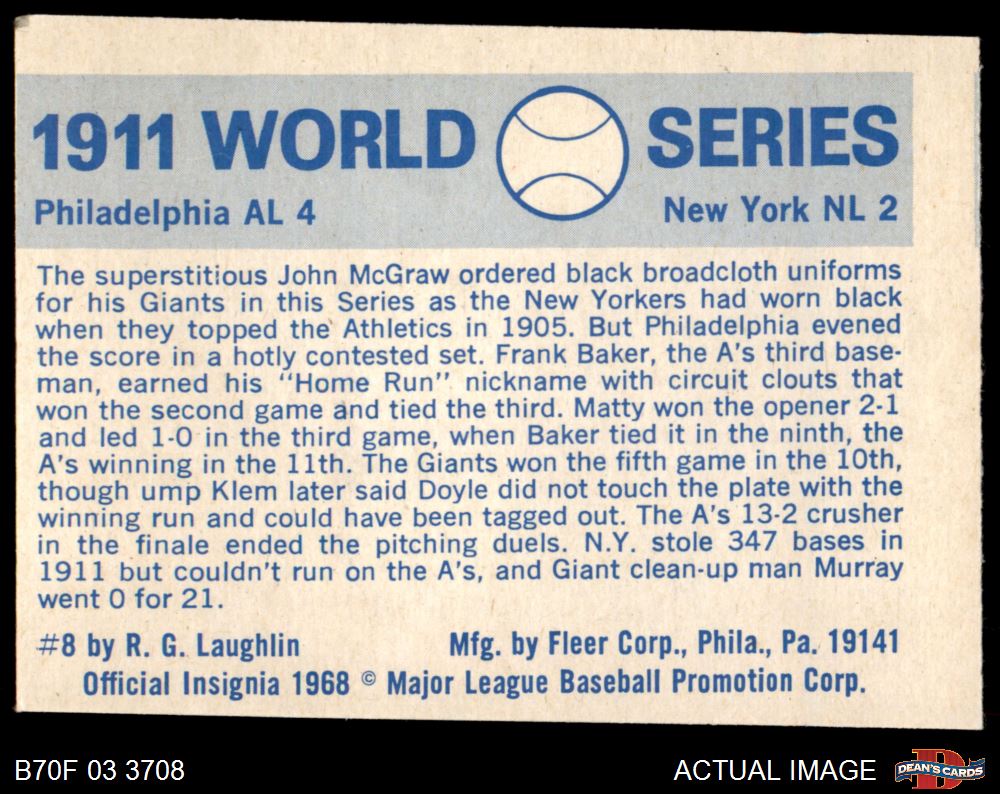 1911 WORLD SERIES
Philadelphia AL 4 New York NL 2
The superstitious John McGraw ordered black broadcloth uniforms
for his Giants in this Series as the New Yorkers had worn black
when they topped the Athletics in 1905. But Philadelphia evened
the score in a hotly contested set. Frank Baker, the A's third base-
man, earned his "Home Run" nickname with circuit clouts that
won the second game and tied the third. Matty won the opener 2-1
and led 1-0 in the third game, when Baker tied it in the ninth, the
A's winning in the 11th. The Giants won the fifth game in the 10th,
though ump Klem later said Doyle did not touch the plate with the
winning run and could have been tagged out. The A's 13-2 crusher
in the finale ended the pitching duels. N.Y. stole 347 bases in
1911 but couldn't run on the A's, and Giant clean-up man Murray
went 0 for 21.
#8 by R. G. Laughlin Mfg. by Fleer Corp., Phila., Pa. 19141
Official Insignia 1968 © Major League Baseball Promotion Corp.
B70F 03 3708 ACTUAL IMAGE D DEAN'S CARDS